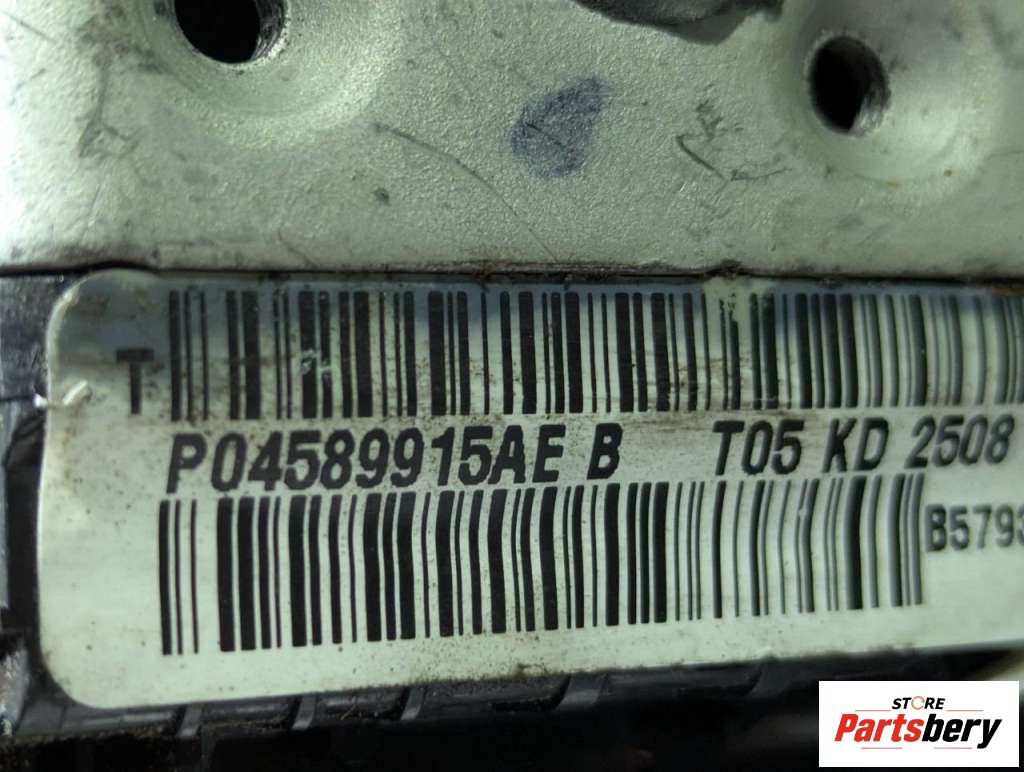 T
P04589915AE B T05 KD 2508
B5793
STORE
Partsbery